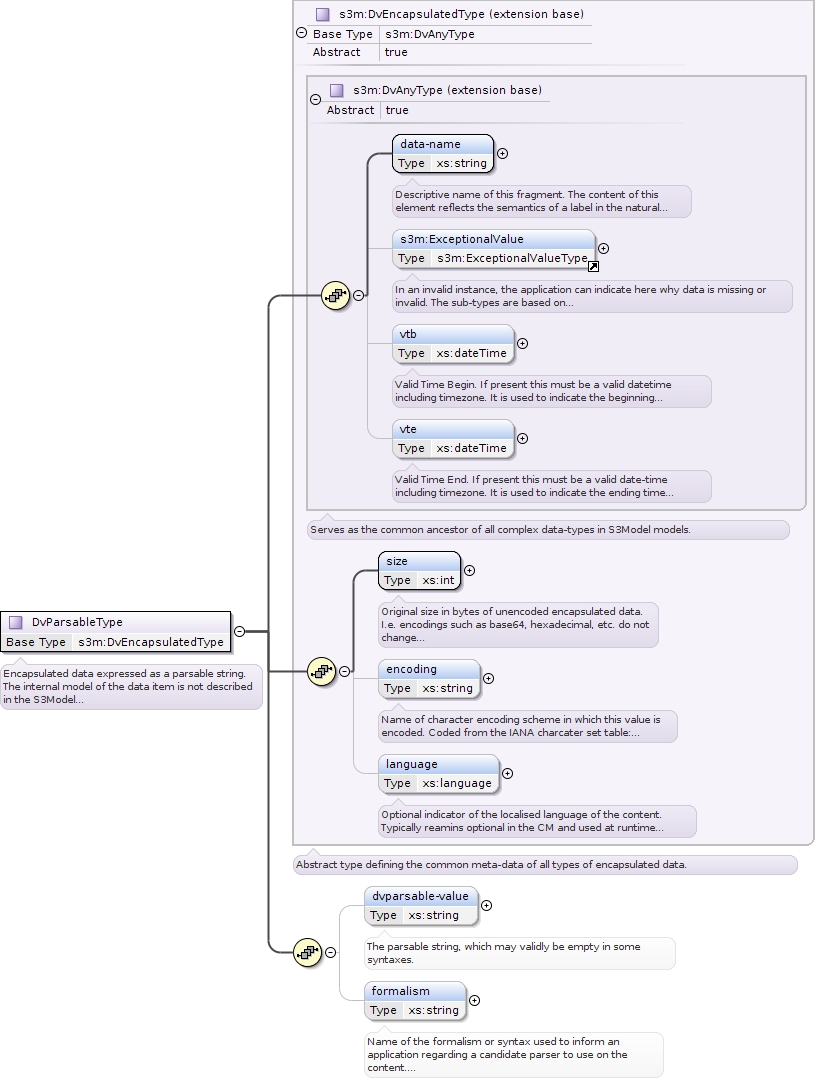 s3m:DvEncapsulatedType (extension base)
Base Type s3m:DvAnyType
Abstract true
s3m:DvAnyType (extension base)
Abstract true
data-name
Type xs:string
Descriptive name of this fragment. The content of this
element reflects the semantics of a label in the natural...
s3m:ExceptionalValue
Type s3m:ExceptionalValueType
In an invalid instance, the application can indicate here why data is missing or
invalid. The sub-types are based on...
vtb
Type xs:dateTime
Valid Time Begin. If present this must be a valid datetime
including timezone. It is used to indicate the beginning...
vte
Type xs:dateTime
Valid Time End. If present this must be a valid date-time
including timezone. It is used to indicate the ending time...
Serves as the common ancestor of all complex data-types in S3Model models.
size
Type xs:int
Original size in bytes of unencoded encapsulated data.
I.e. encodings such as base64, hexadecimal, etc. do not
change...
DvParsableType
Base Type s3m:DvEncapsulatedType
Encapsulated data expressed as a parsable string.
The internal model of the data item is not described
in the S3Model...
encoding
Type xs:string
Name of character encoding scheme in which this value is
encoded. Coded from the IANA charcater set table:...
language
Type xs:language
Optional indicator of the localised language of the content.
Typically reamins optional in the CM and used at runtime...
Abstract type defining the common meta-data of all types of encapsulated data.
dvparsable-value
Type xs:string
The parsable string, which may validly be empty in some
syntaxes.
formalism
Type xs:string
Name of the formalism or syntax used to inform an
application regarding a candidate parser to use on the
content....